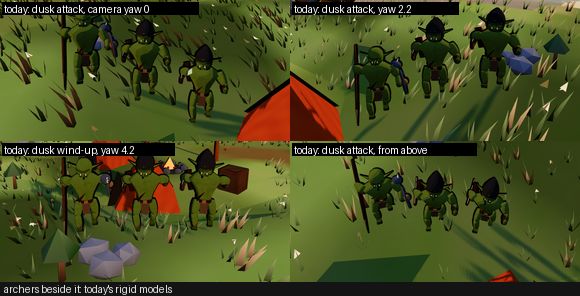 today: dusk attack, camera yaw 0
today: dusk attack, yaw 2.2
today: dusk wind-up, yaw 4.2
today: dusk attack, from above
archers beside it: today's rigid models